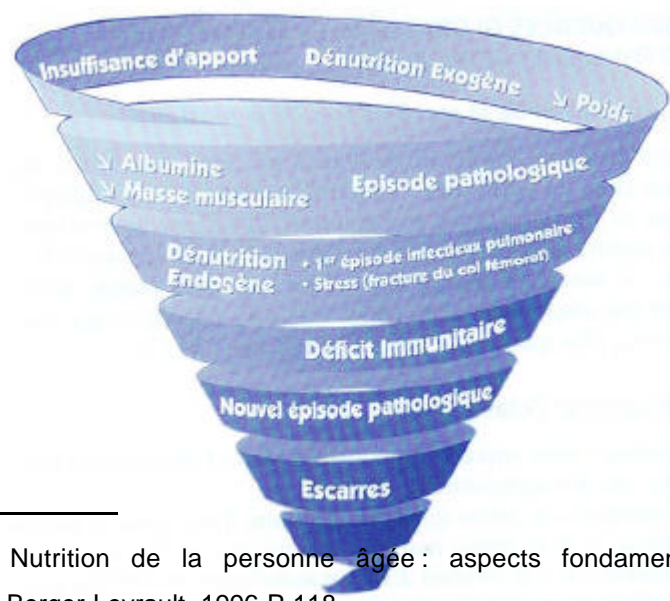 Insuffisance d'apport Dénutrition Exogène ↘ Poids
↘ Albumine
↘ Masse musculaire
Episode pathologique
Dénutrition
Endogène
• 1er épisode infectieux pulmonaire
• Stress (fracture du col fémoral)
Déficit Immunitaire
Nouvel épisode pathologique
Escarres
Nutrition de la personne âgée : aspects fondamen
Berger Levrault, 1996 P 118